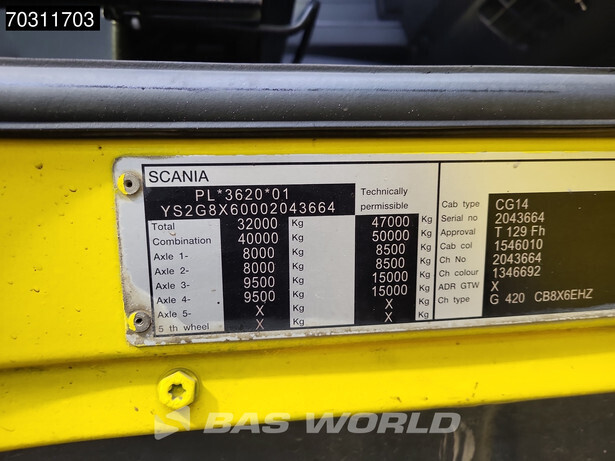 70311703
SCANIA
PL*3620*01
YS2G8X60002043664
Technically permissible
Total 32000 Kg 47000 Kg
Combination 40000 Kg 50000 Kg
Axle 1- 8000 Kg 8500 Kg
Axle 2- 8000 Kg 8500 Kg
Axle 3- 9500 Kg 15000 Kg
Axle 4- 9500 Kg 15000 Kg
Axle 5- X Kg X Kg
5 th wheel X Kg X Kg
Cab type CG14
Serial no 2043664
Approval T 129 Fh
Cab col 1546010
Ch No 2043664
Ch colour 1346692
ADR GTW X
Ch type G 420 CB8X6EHZ
BAS WORLD